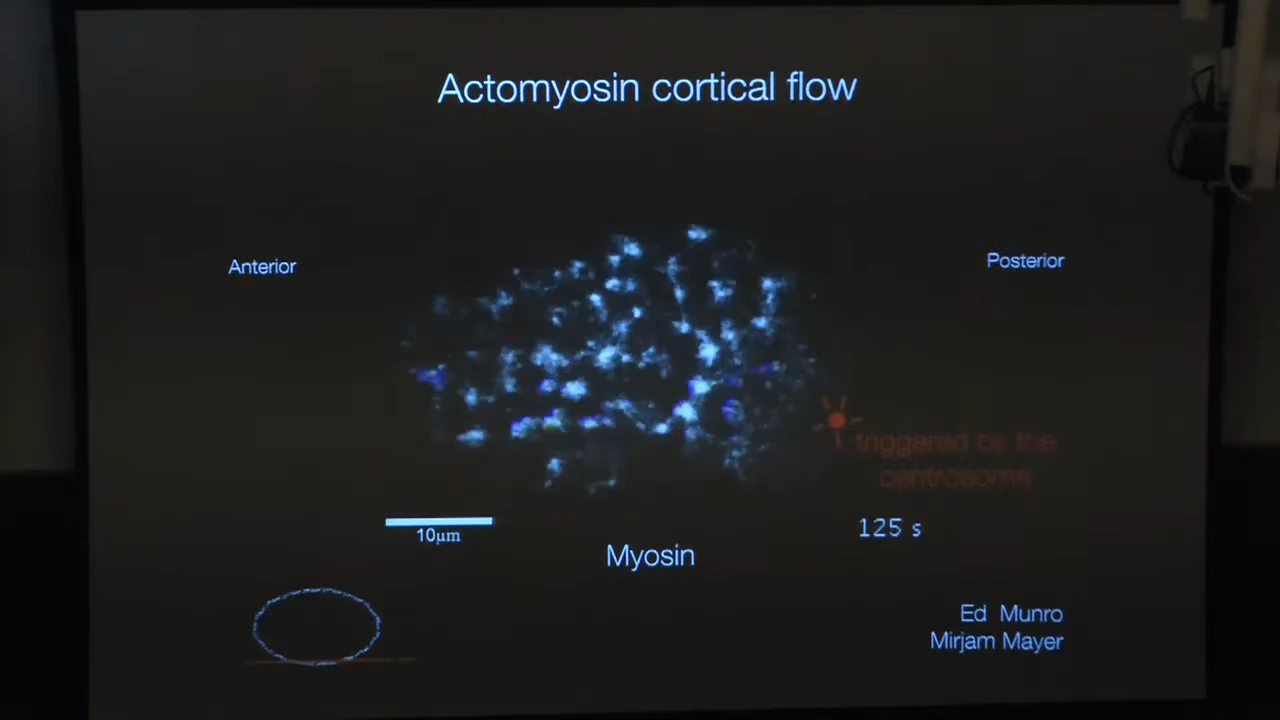 Actomyosin cortical flow
Anterior
Posterior
triggered by the
centrosome
10μm
125 s
Myosin
Ed Munro
Mirjam Mayer